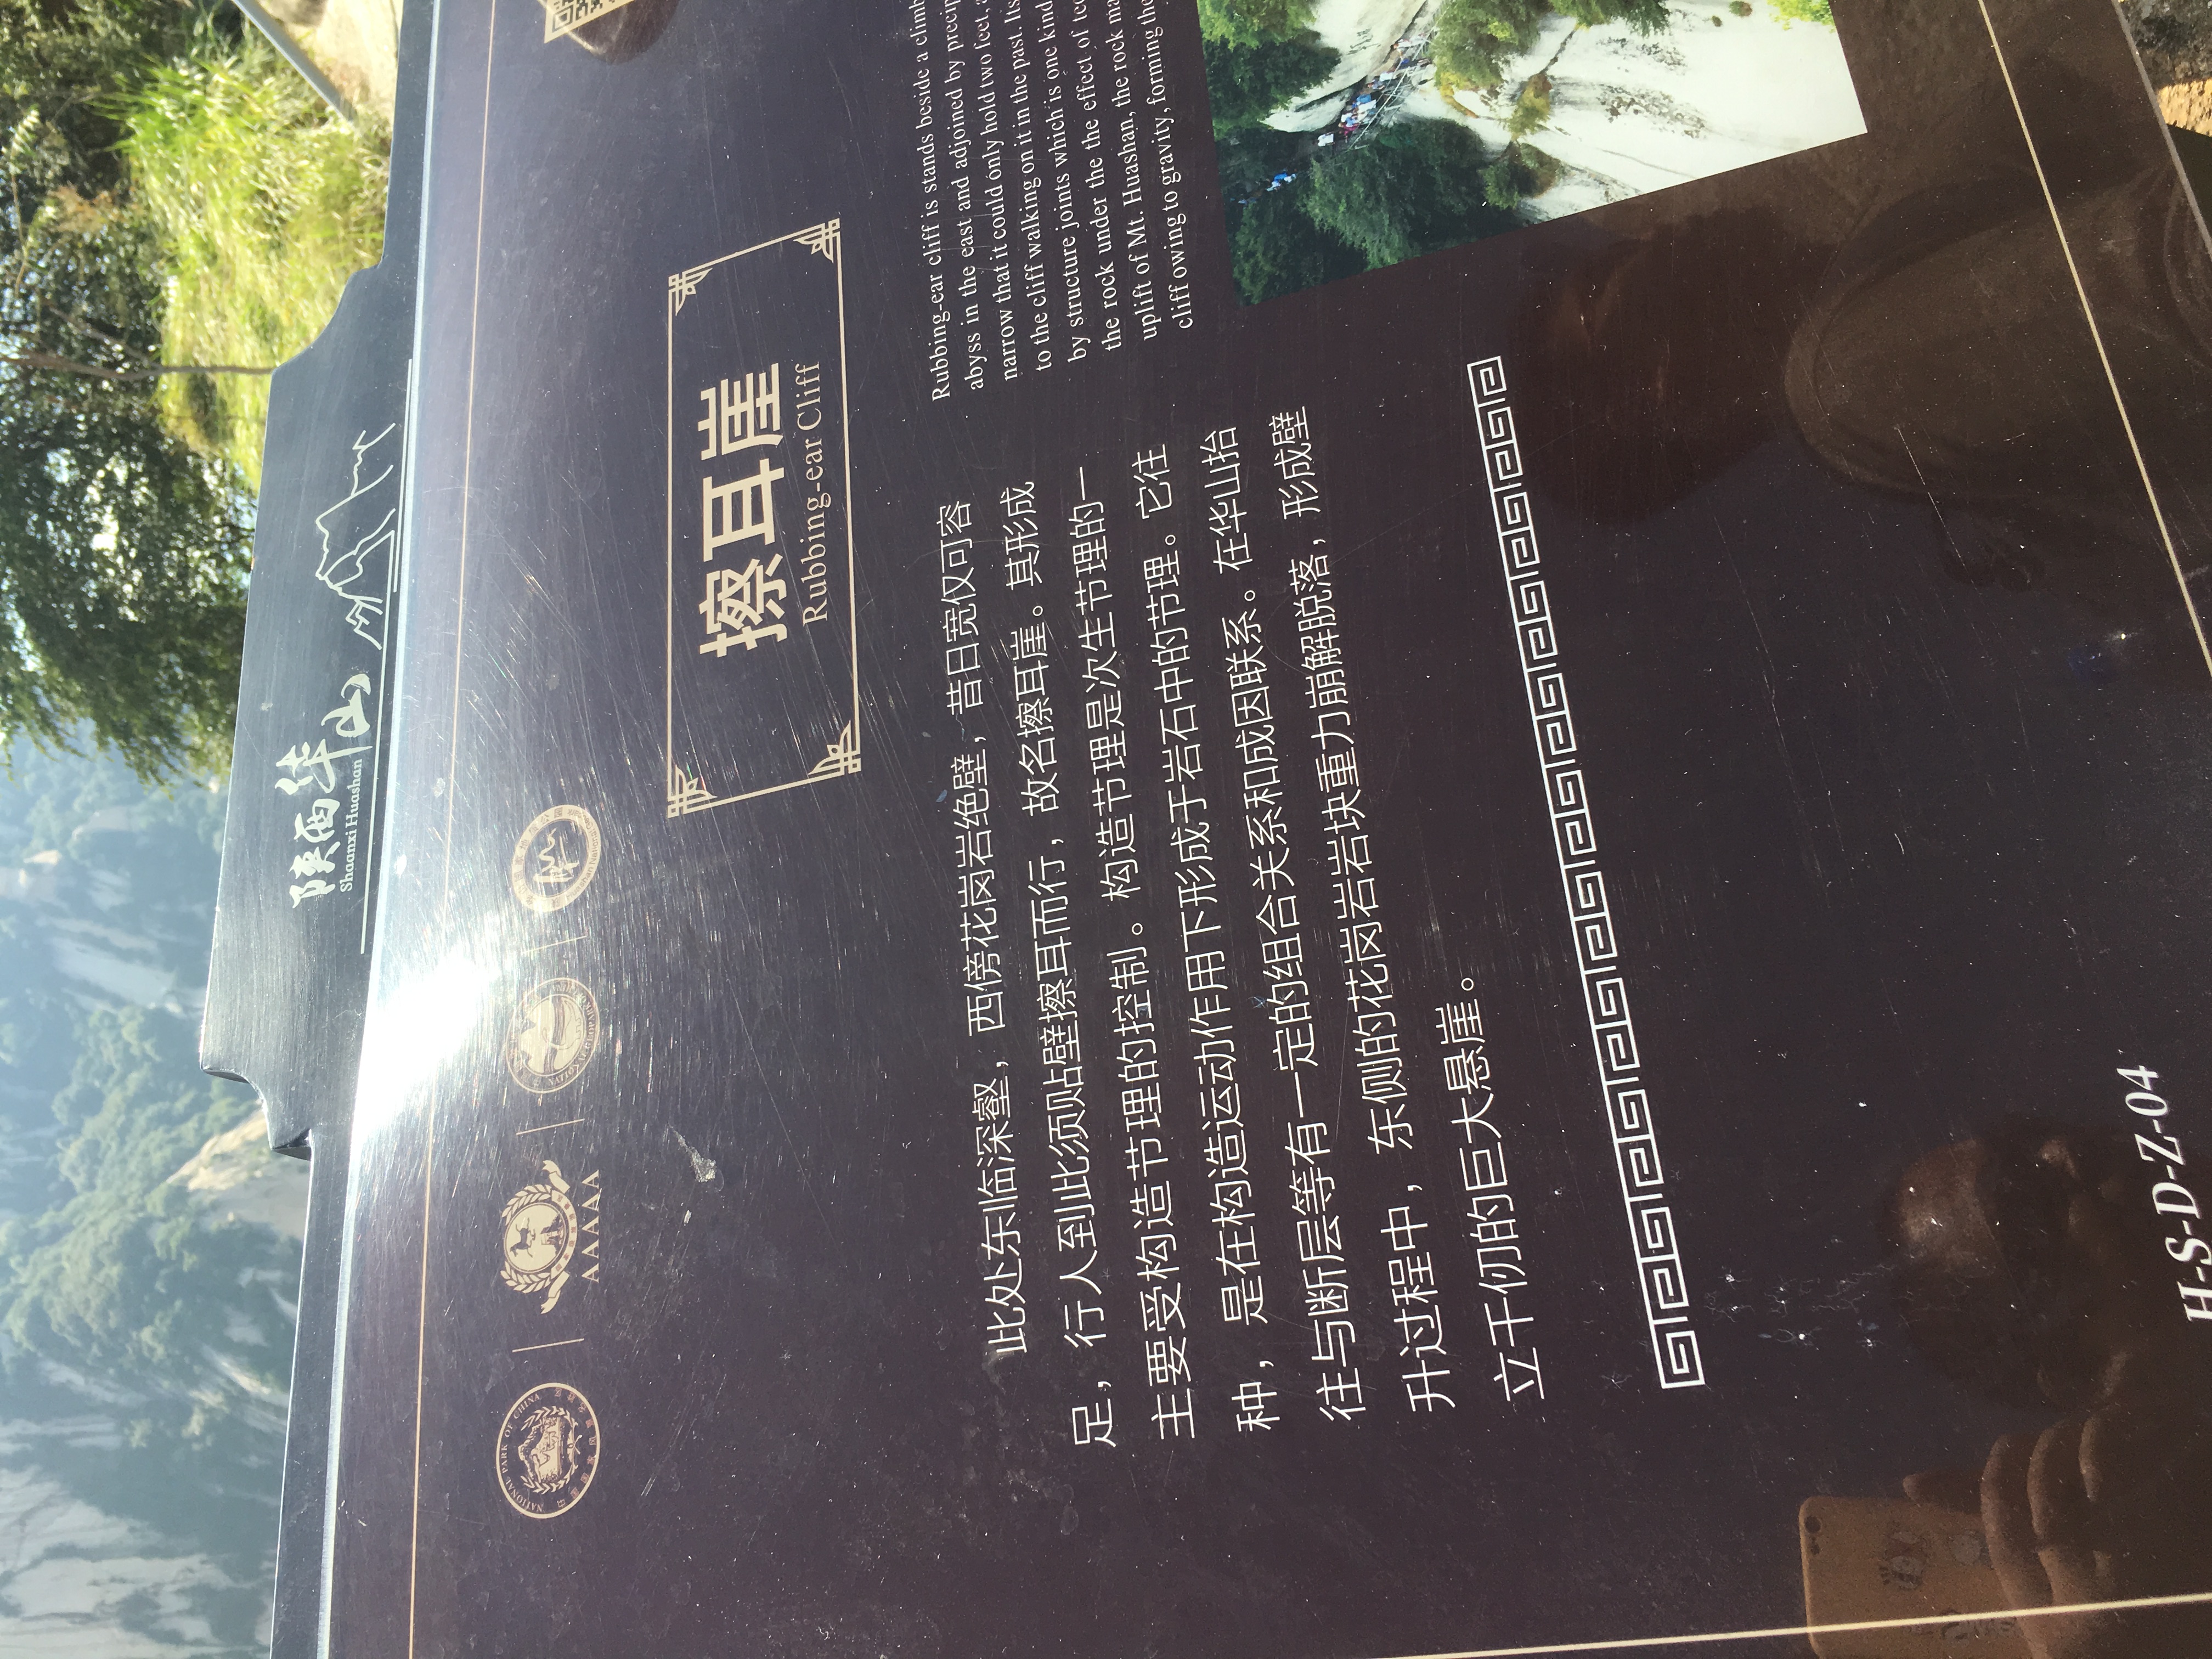 陕西华山
Shaanxi Huashan
NATIONAL PARK OF CHINA
AAAAA
擦耳崖
Rubbing-ear Cliff
此处东临深壑，西傍花岗岩绝壁，昔日宽仅可容
足，行人到此须贴壁擦耳而行，故名擦耳崖。其形成
主要受构造节理的控制。构造节理是次生节理的一
种，是在构造运动作用下形成于岩石中的节理。它往
往与断层等有一定的组合关系和成因联系。在华山抬
升过程中，东侧的花岗岩岩块重力崩解脱落，形成壁
立千仞的巨大悬崖。
Rubbing-ear cliff is stands beside a climb
abyss in the east and adjoined by precip
narrow that it could only hold two feet
to the cliff walking on it in the past. Its
by structure joints which is one kind
the rock under the the effect of tec
uplift of Mt. Huashan, the rock ma
cliff owing to gravity, forming the
H-S-D-Z-04